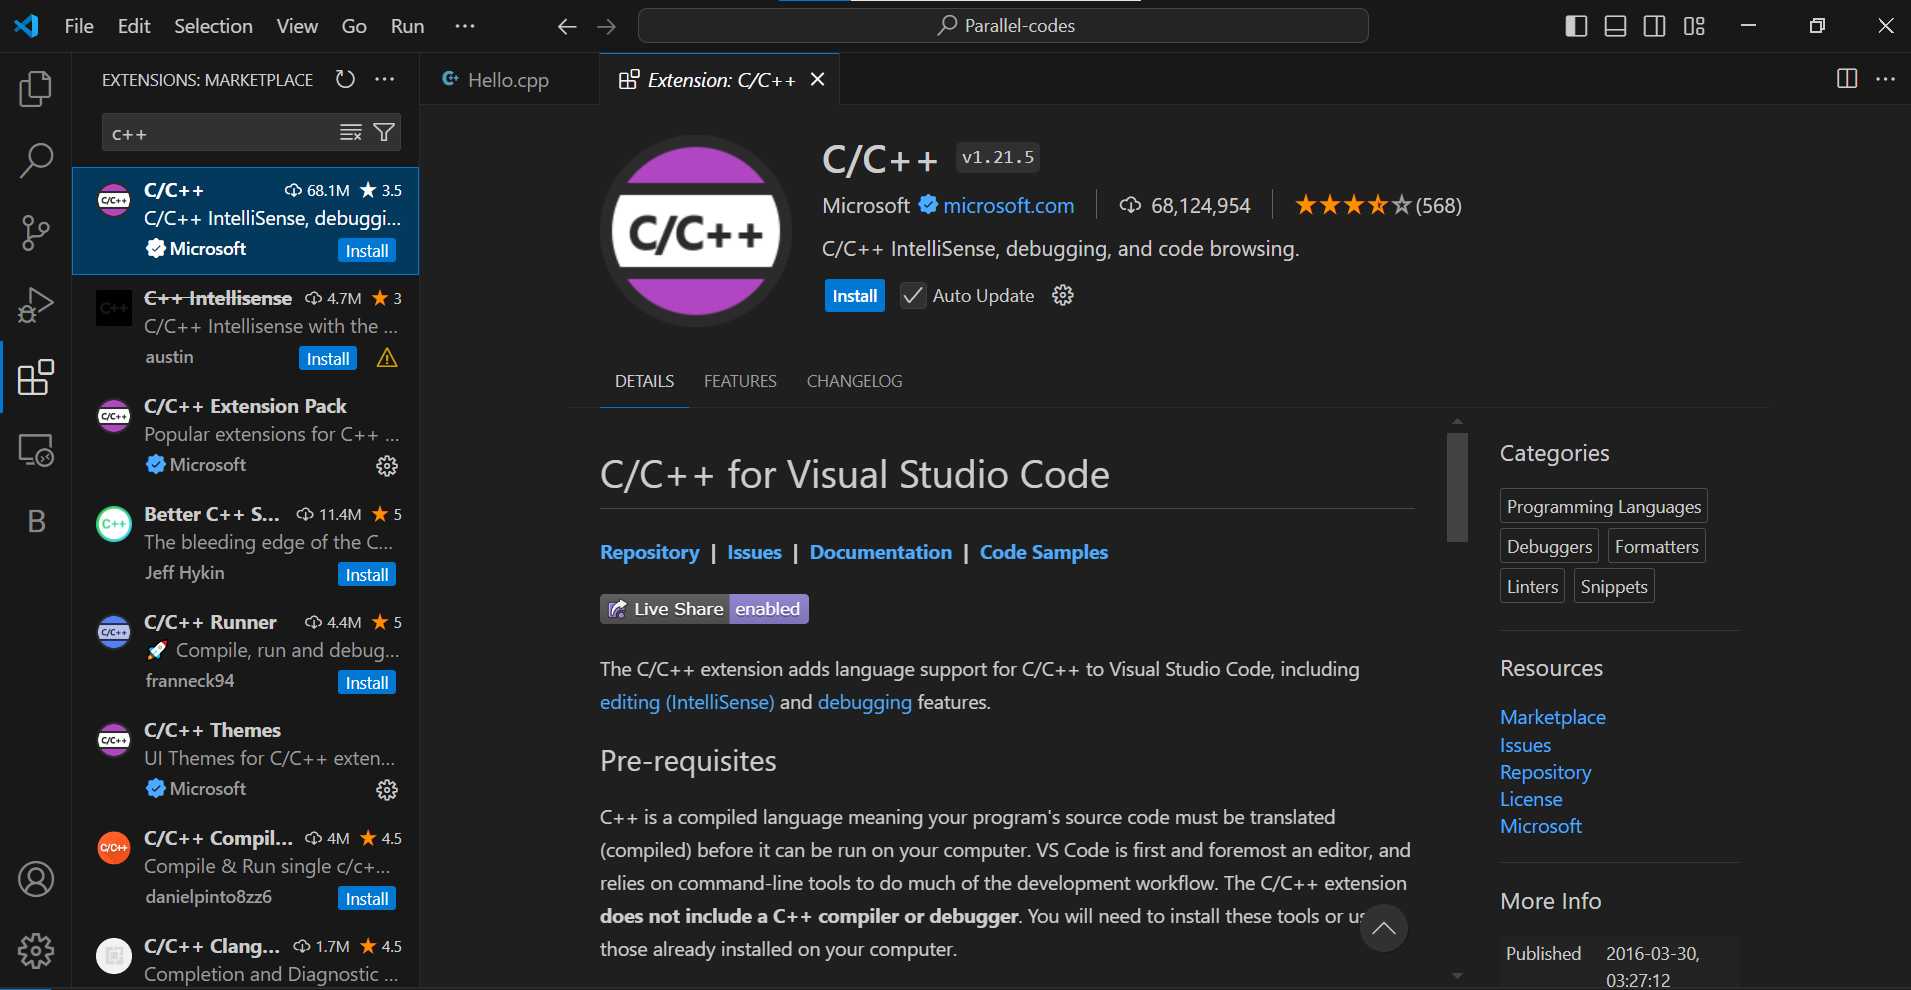 File Edit Selection View Go Run ···
Parallel-codes
EXTENSIONS: MARKETPLACE
c++
C/C++ 68.1M ★ 3.5
C/C++ IntelliSense, debuggi...
Microsoft Install
C++ Intellisense 4.7M ★ 3
C/C++ Intellisense with the ...
austin Install
C/C++ Extension Pack
Popular extensions for C++ ...
Microsoft
Better C++ S... 11.4M ★ 5
The bleeding edge of the C...
Jeff Hykin Install
C/C++ Runner 4.4M ★ 5
🚀 Compile, run and debug...
franneck94 Install
C/C++ Themes
UI Themes for C/C++ exten...
Microsoft
C/C++ Compil... 4M ★ 4.5
Compile & Run single c/c+...
danielpinto8zz6 Install
C/C++ Clang... 1.7M ★ 4.5
Completion and Diagnostic ...
Hello.cpp
Extension: C/C++
C/C++
C/C++ v1.21.5
Microsoft microsoft.com | 68,124,954 | ★★★★☆(568)
C/C++ IntelliSense, debugging, and code browsing.
Install Auto Update
DETAILS FEATURES CHANGELOG
C/C++ for Visual Studio Code
Repository | Issues | Documentation | Code Samples
Live Share enabled
The C/C++ extension adds language support for C/C++ to Visual Studio Code, including
editing (IntelliSense) and debugging features.
Pre-requisites
C++ is a compiled language meaning your program's source code must be translated
(compiled) before it can be run on your computer. VS Code is first and foremost an editor, and
relies on command-line tools to do much of the development workflow. The C/C++ extension
does not include a C++ compiler or debugger. You will need to install these tools or us
those already installed on your computer.
Categories
Programming Languages
Debuggers Formatters
Linters Snippets
Resources
Marketplace
Issues
Repository
License
Microsoft
More Info
Published 2016-03-30,
03:27:12